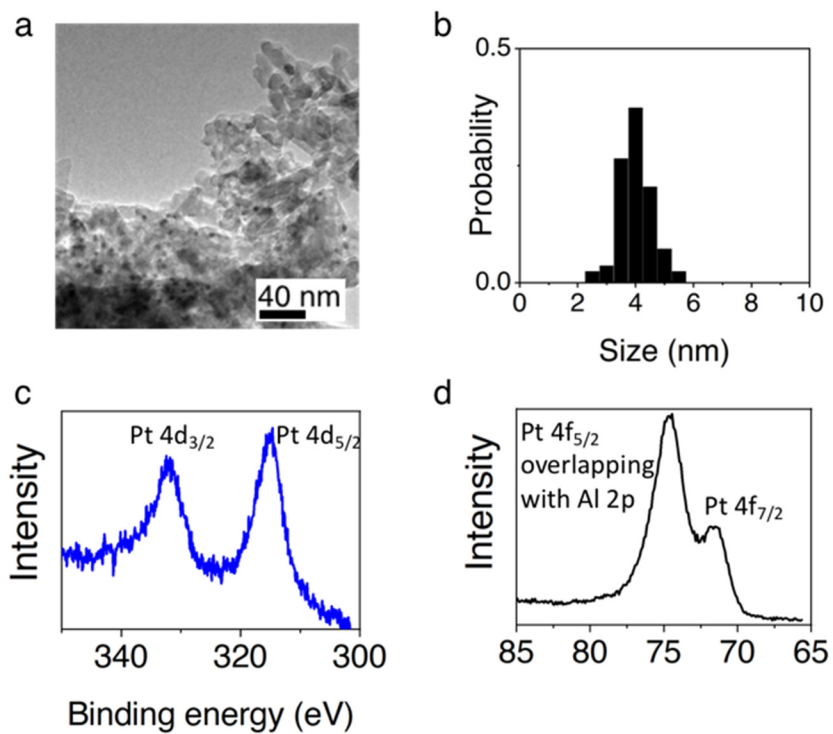 a
40 nm
b
0.5
0.0
Probability
0 2 4 6 8 10
Size (nm)
c
Pt 4d3/2
Pt 4d5/2
Intensity
340 320 300
Binding energy (eV)
d
Pt 4f5/2
overlapping
with Al 2p
Pt 4f7/2
Intensity
85 80 75 70 65